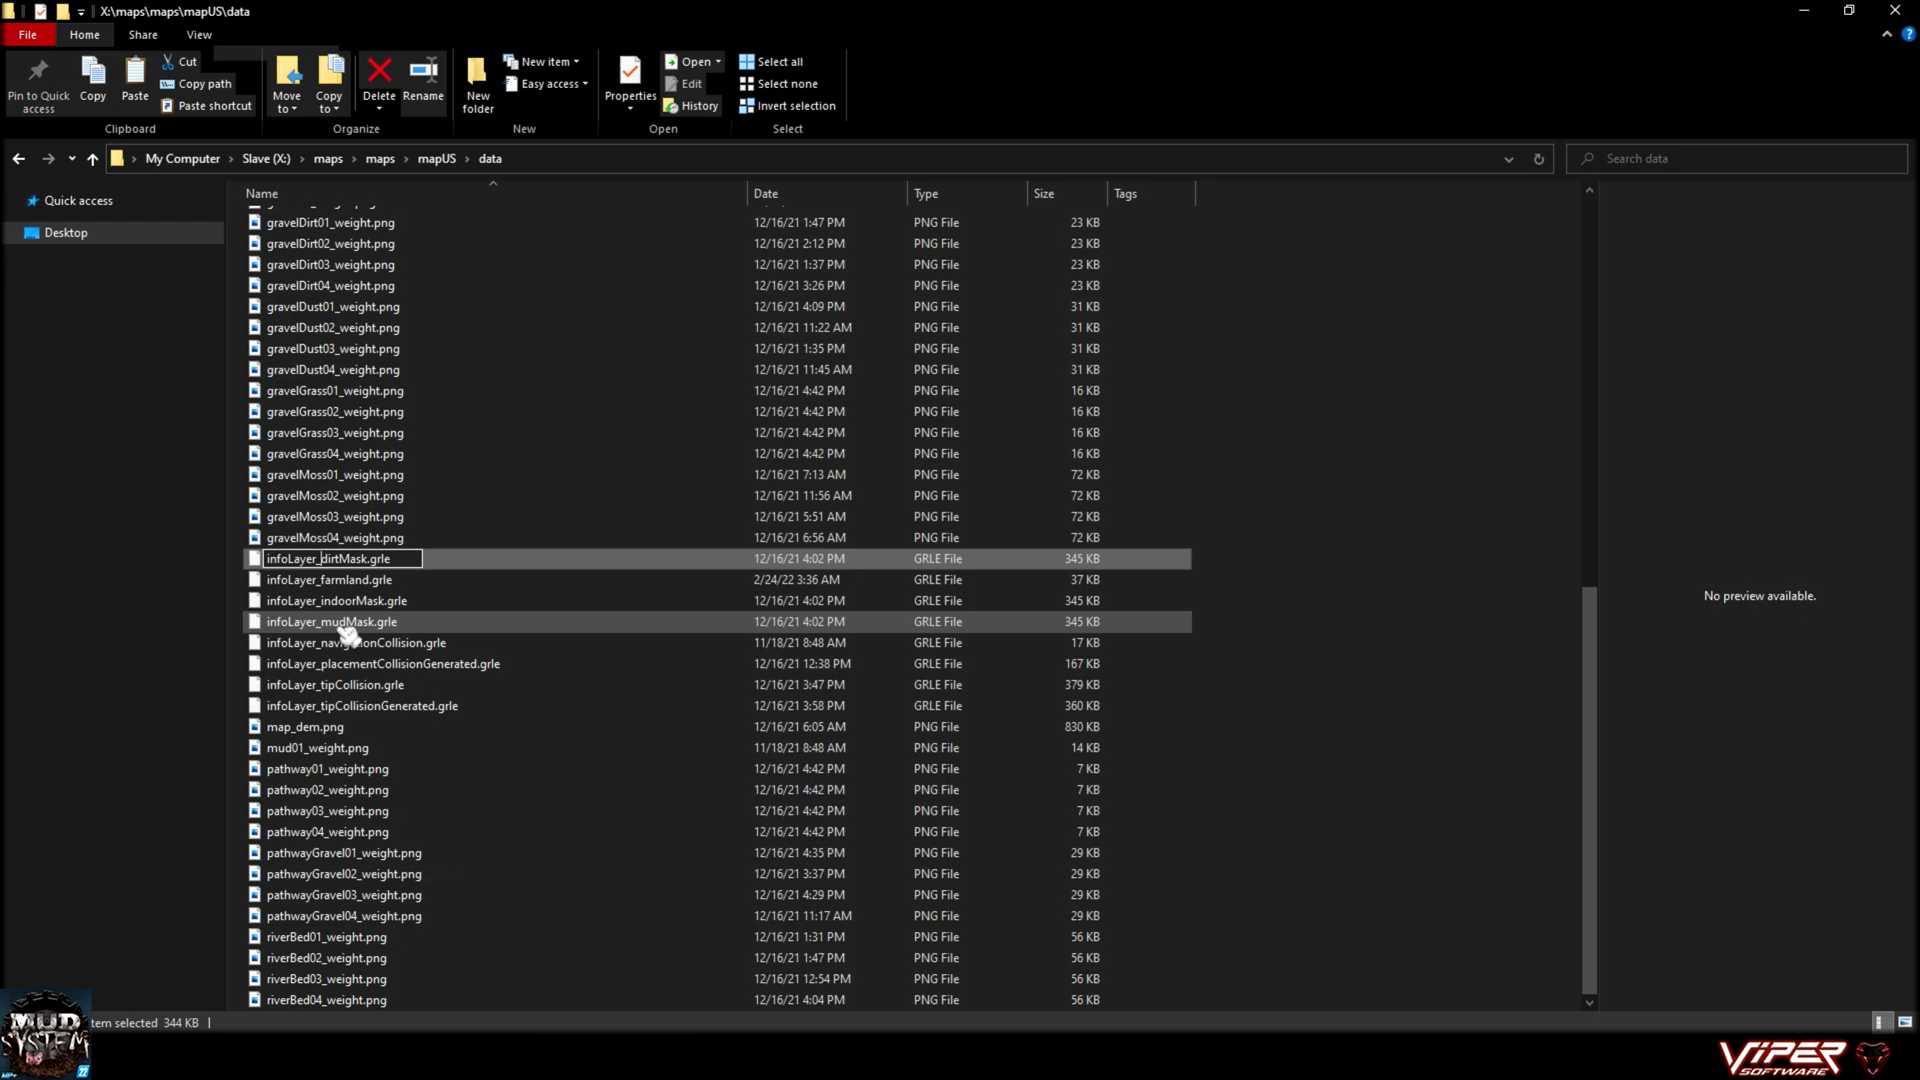 X:\maps\maps\mapUS\data
File Home Share View
Pin to Quick access
Copy
Paste
Cut
Copy path
Paste shortcut
Move to
Copy to
Delete
Rename
New folder
New item
Easy access
Properties
Open
Edit
History
Select all
Select none
Invert selection
Clipboard Organize New Open Select
My Computer > Slave (X:) > maps > maps > mapUS > data
Search data
Quick access
Desktop
Name Date Type Size Tags
gravelDirt01_weight.png 12/16/21 1:47 PM PNG File 23 KB
gravelDirt02_weight.png 12/16/21 2:12 PM PNG File 23 KB
gravelDirt03_weight.png 12/16/21 1:37 PM PNG File 23 KB
gravelDirt04_weight.png 12/16/21 3:26 PM PNG File 23 KB
gravelDust01_weight.png 12/16/21 4:09 PM PNG File 31 KB
gravelDust02_weight.png 12/16/21 11:22 AM PNG File 31 KB
gravelDust03_weight.png 12/16/21 1:35 PM PNG File 31 KB
gravelDust04_weight.png 12/16/21 11:45 AM PNG File 31 KB
gravelGrass01_weight.png 12/16/21 4:42 PM PNG File 16 KB
gravelGrass02_weight.png 12/16/21 4:42 PM PNG File 16 KB
gravelGrass03_weight.png 12/16/21 4:42 PM PNG File 16 KB
gravelGrass04_weight.png 12/16/21 4:42 PM PNG File 16 KB
gravelMoss01_weight.png 12/16/21 7:13 AM PNG File 72 KB
gravelMoss02_weight.png 12/16/21 11:56 AM PNG File 72 KB
gravelMoss03_weight.png 12/16/21 5:51 AM PNG File 72 KB
gravelMoss04_weight.png 12/16/21 6:56 AM PNG File 72 KB
infoLayer_dirtMask.grle 12/16/21 4:02 PM GRLE File 345 KB
infoLayer_farmland.grle 2/24/22 3:36 AM GRLE File 37 KB
infoLayer_indoorMask.grle 12/16/21 4:02 PM GRLE File 345 KB
infoLayer_mudMask.grle 12/16/21 4:02 PM GRLE File 345 KB
infoLayer_navigationCollision.grle 11/18/21 8:48 AM GRLE File 17 KB
infoLayer_placementCollisionGenerated.grle 12/16/21 12:38 PM GRLE File 167 KB
infoLayer_tipCollision.grle 12/16/21 3:47 PM GRLE File 379 KB
infoLayer_tipCollisionGenerated.grle 12/16/21 3:58 PM GRLE File 360 KB
map_dem.png 12/16/21 6:05 AM PNG File 830 KB
mud01_weight.png 11/18/21 8:48 AM PNG File 14 KB
pathway01_weight.png 12/16/21 4:42 PM PNG File 7 KB
pathway02_weight.png 12/16/21 4:42 PM PNG File 7 KB
pathway03_weight.png 12/16/21 4:42 PM PNG File 7 KB
pathway04_weight.png 12/16/21 4:42 PM PNG File 7 KB
pathwayGravel01_weight.png 12/16/21 4:35 PM PNG File 29 KB
pathwayGravel02_weight.png 12/16/21 3:37 PM PNG File 29 KB
pathwayGravel03_weight.png 12/16/21 4:29 PM PNG File 29 KB
pathwayGravel04_weight.png 12/16/21 11:17 AM PNG File 29 KB
riverBed01_weight.png 12/16/21 1:31 PM PNG File 56 KB
riverBed02_weight.png 12/16/21 1:47 PM PNG File 56 KB
riverBed03_weight.png 12/16/21 12:54 PM PNG File 56 KB
riverBed04_weight.png 12/16/21 4:04 PM PNG File 56 KB
No preview available.
tem selected 344 KB
MUD
SYSTEM
22
VIPER
SOFTWARE